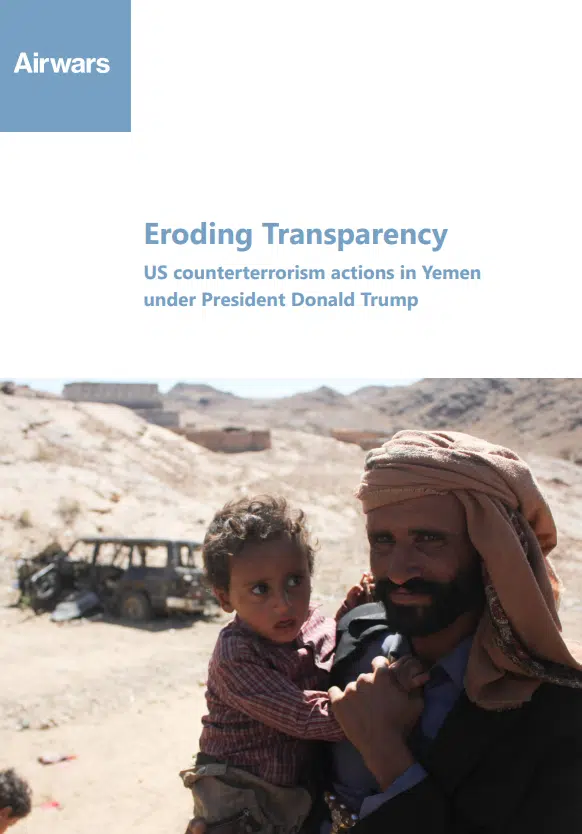 Airwars
Eroding Transparency
US counterterrorism actions in Yemen
under President Donald Trump